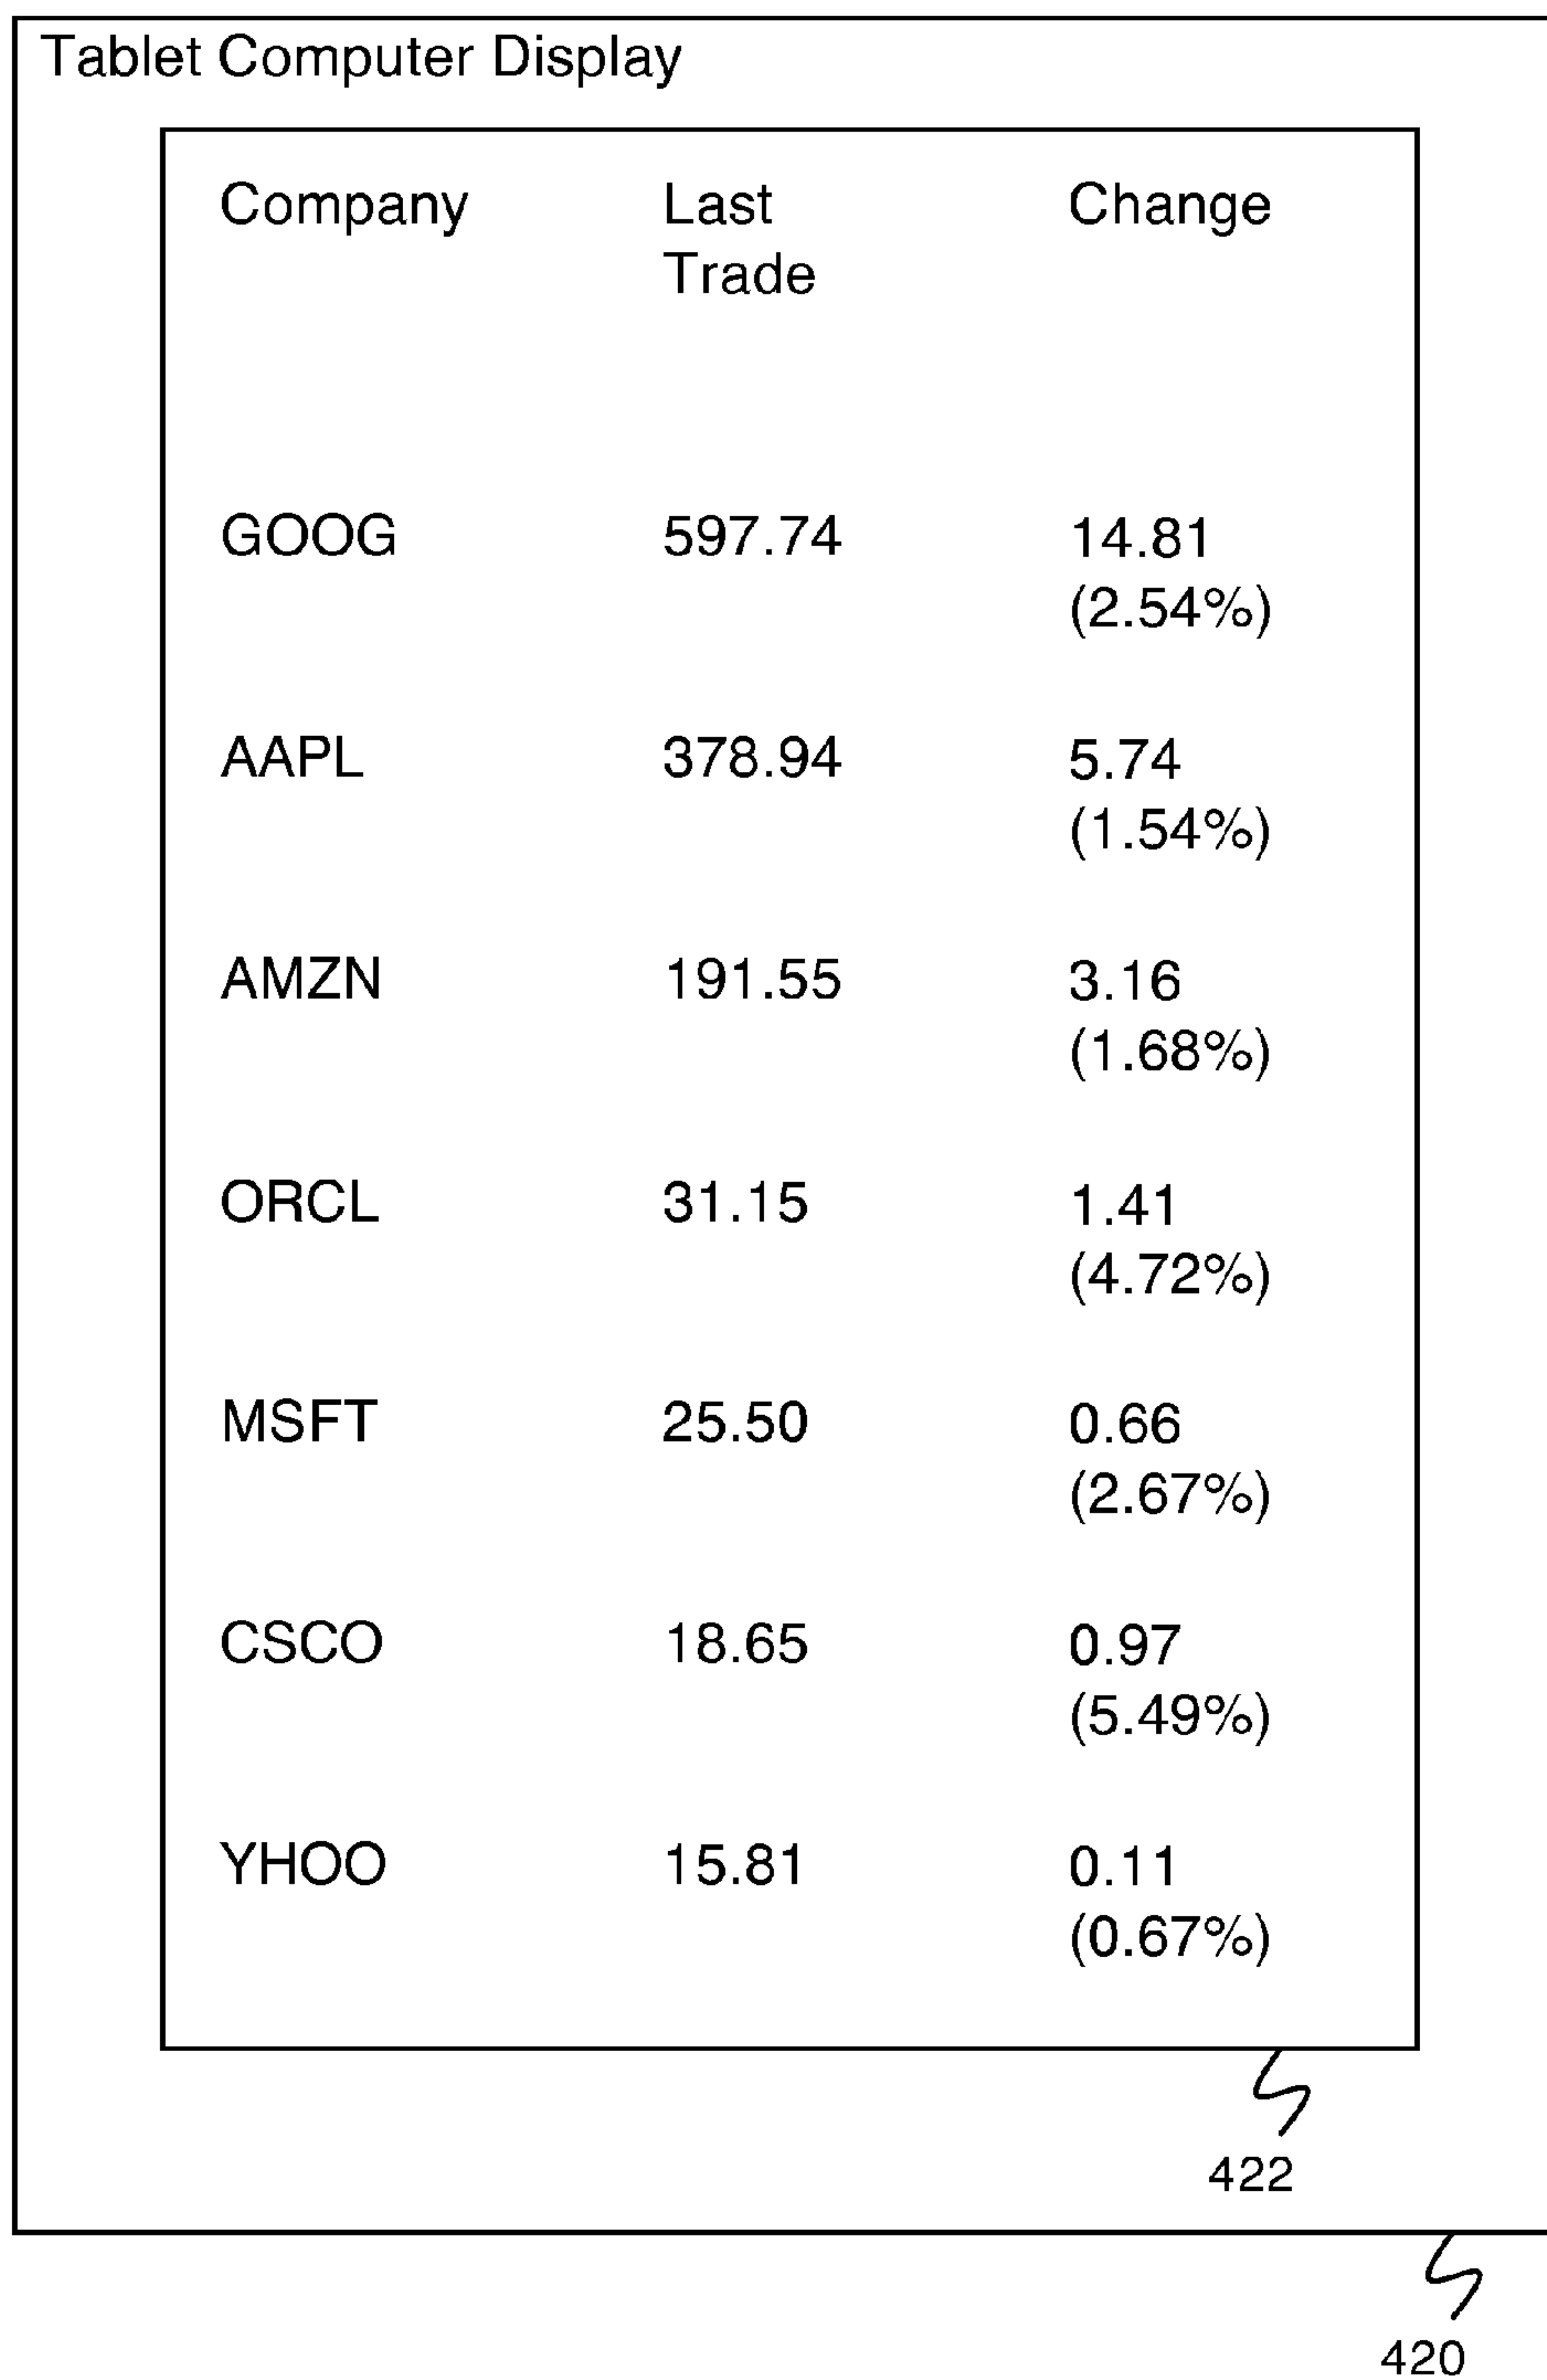 Tablet Computer Display
Company Last Change
Trade
GOOG 597.74 14.81
(2.54%)
AAPL 378.94 5.74
(1.54%)
AMZN 191.55 3.16
(1.68%)
ORCL 31.15 1.41
(4.72%)
MSFT 25.50 0.66
(2.67%)
CSCO 18.65 0.97
(5.49%)
YHOO 15.81 0.11
(0.67%)
422
420